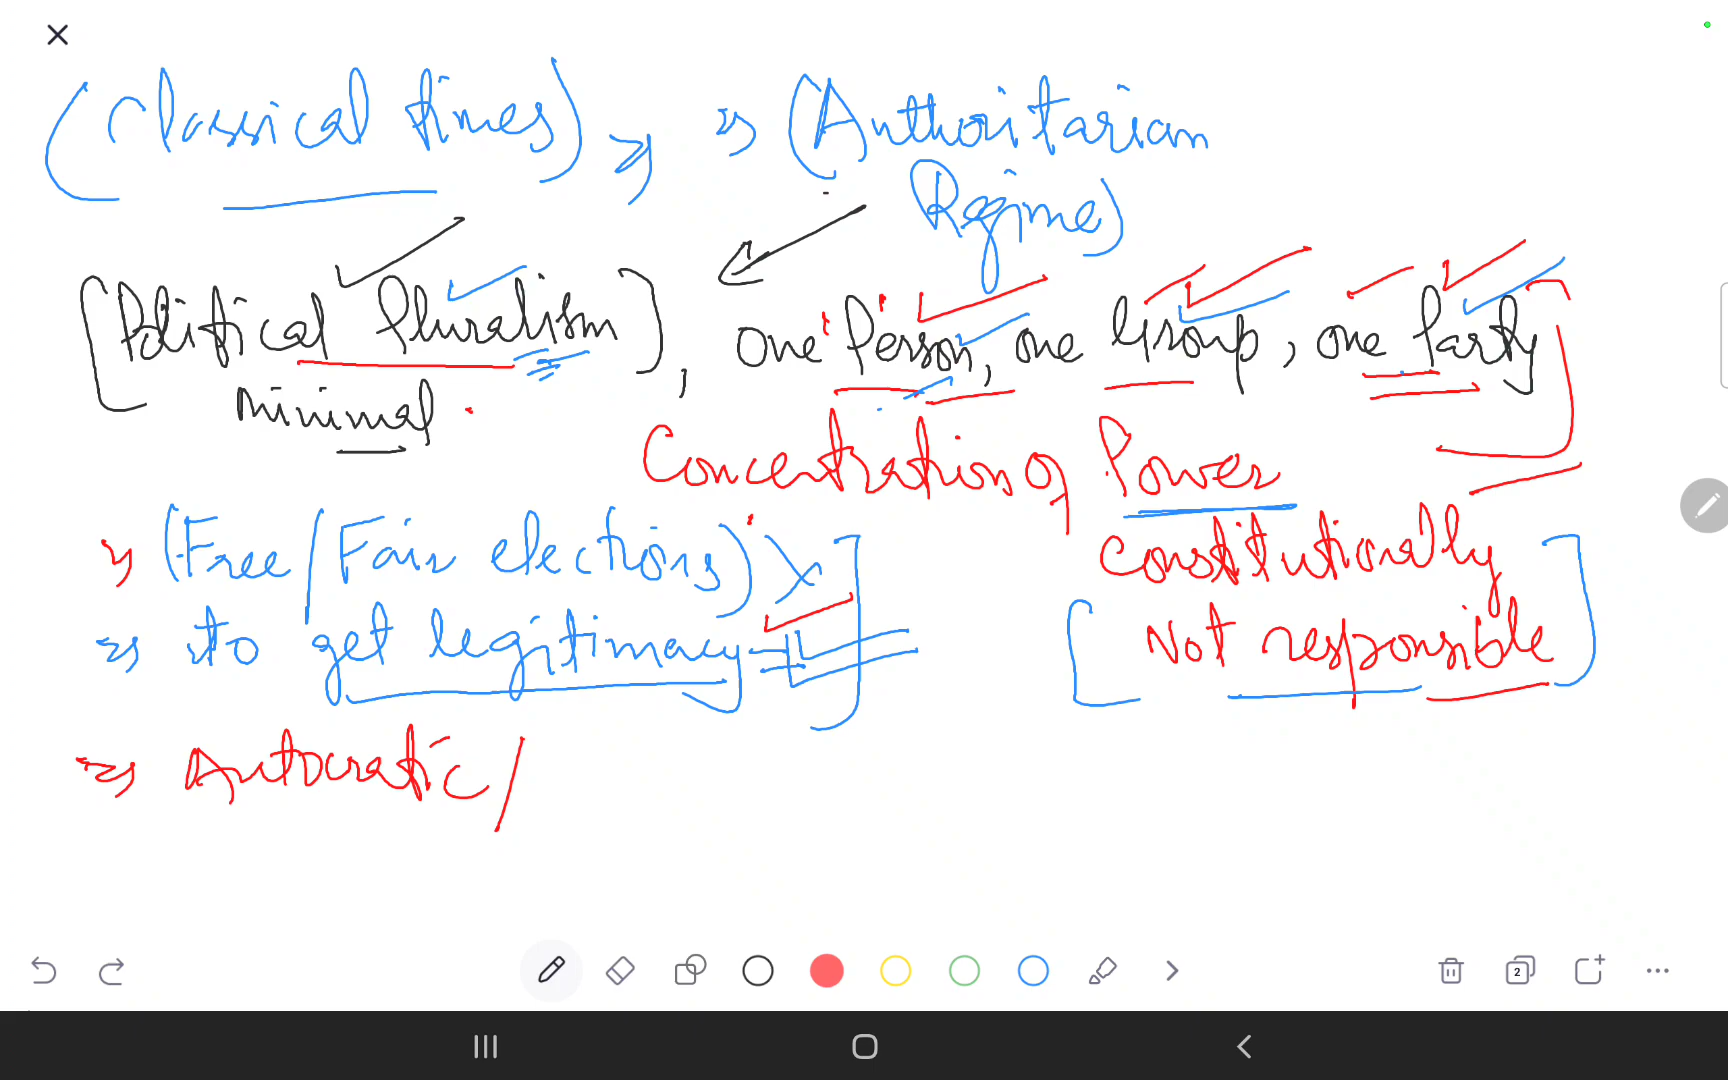 (Classical times) ⇒ ⇒ (Authoritarian
Regime)
[Political Pluralism], one Person, one Group, one Party
minimal
Concentration of Power
⇒ (Free/Fair elections) X
constitutionally
⇒ to get legitimacy
Not responsible
⇒ Autocratic/
2